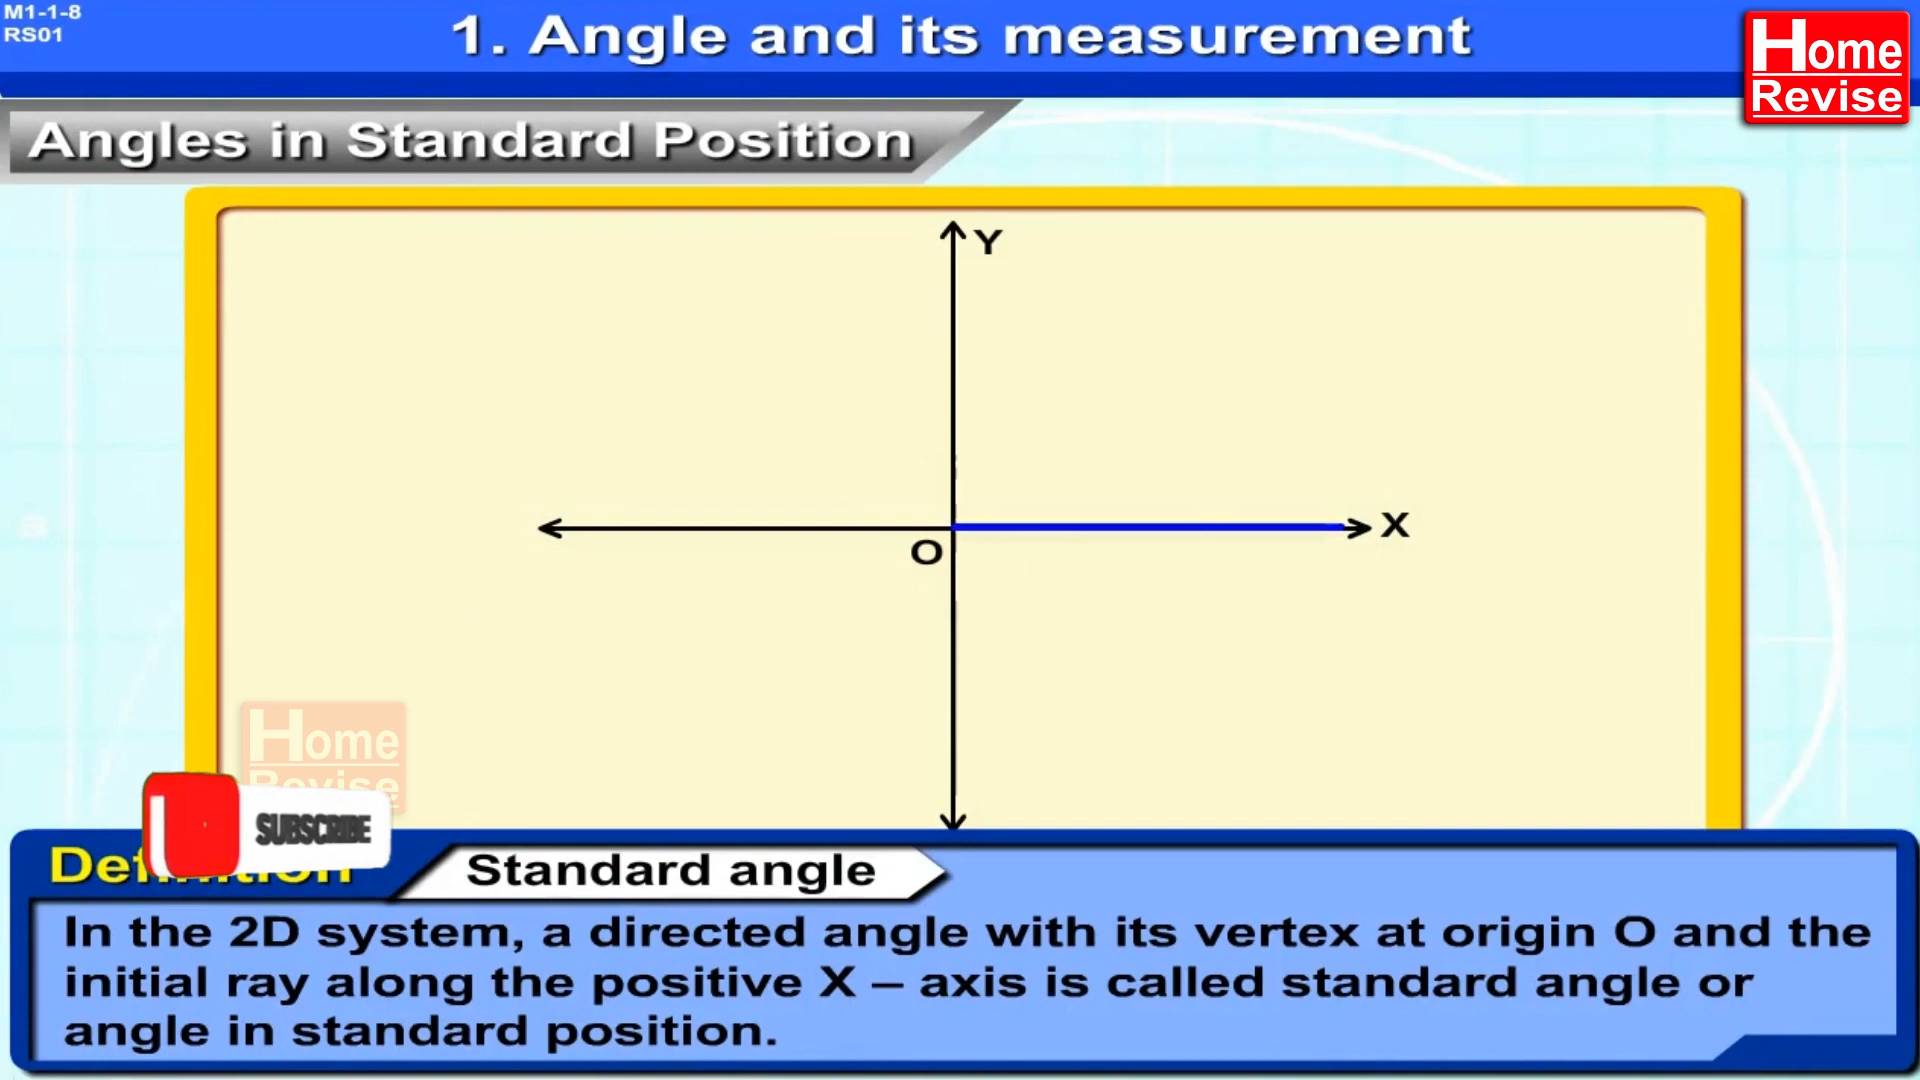 M1-1-8
RS01
1. Angle and its measurement
Home
Revise
Angles in Standard Position
Y
X
O
Home
Revise
SUBSCRIBE
Definition
Standard angle
In the 2D system, a directed angle with its vertex at origin O and the
initial ray along the positive X – axis is called standard angle or
angle in standard position.